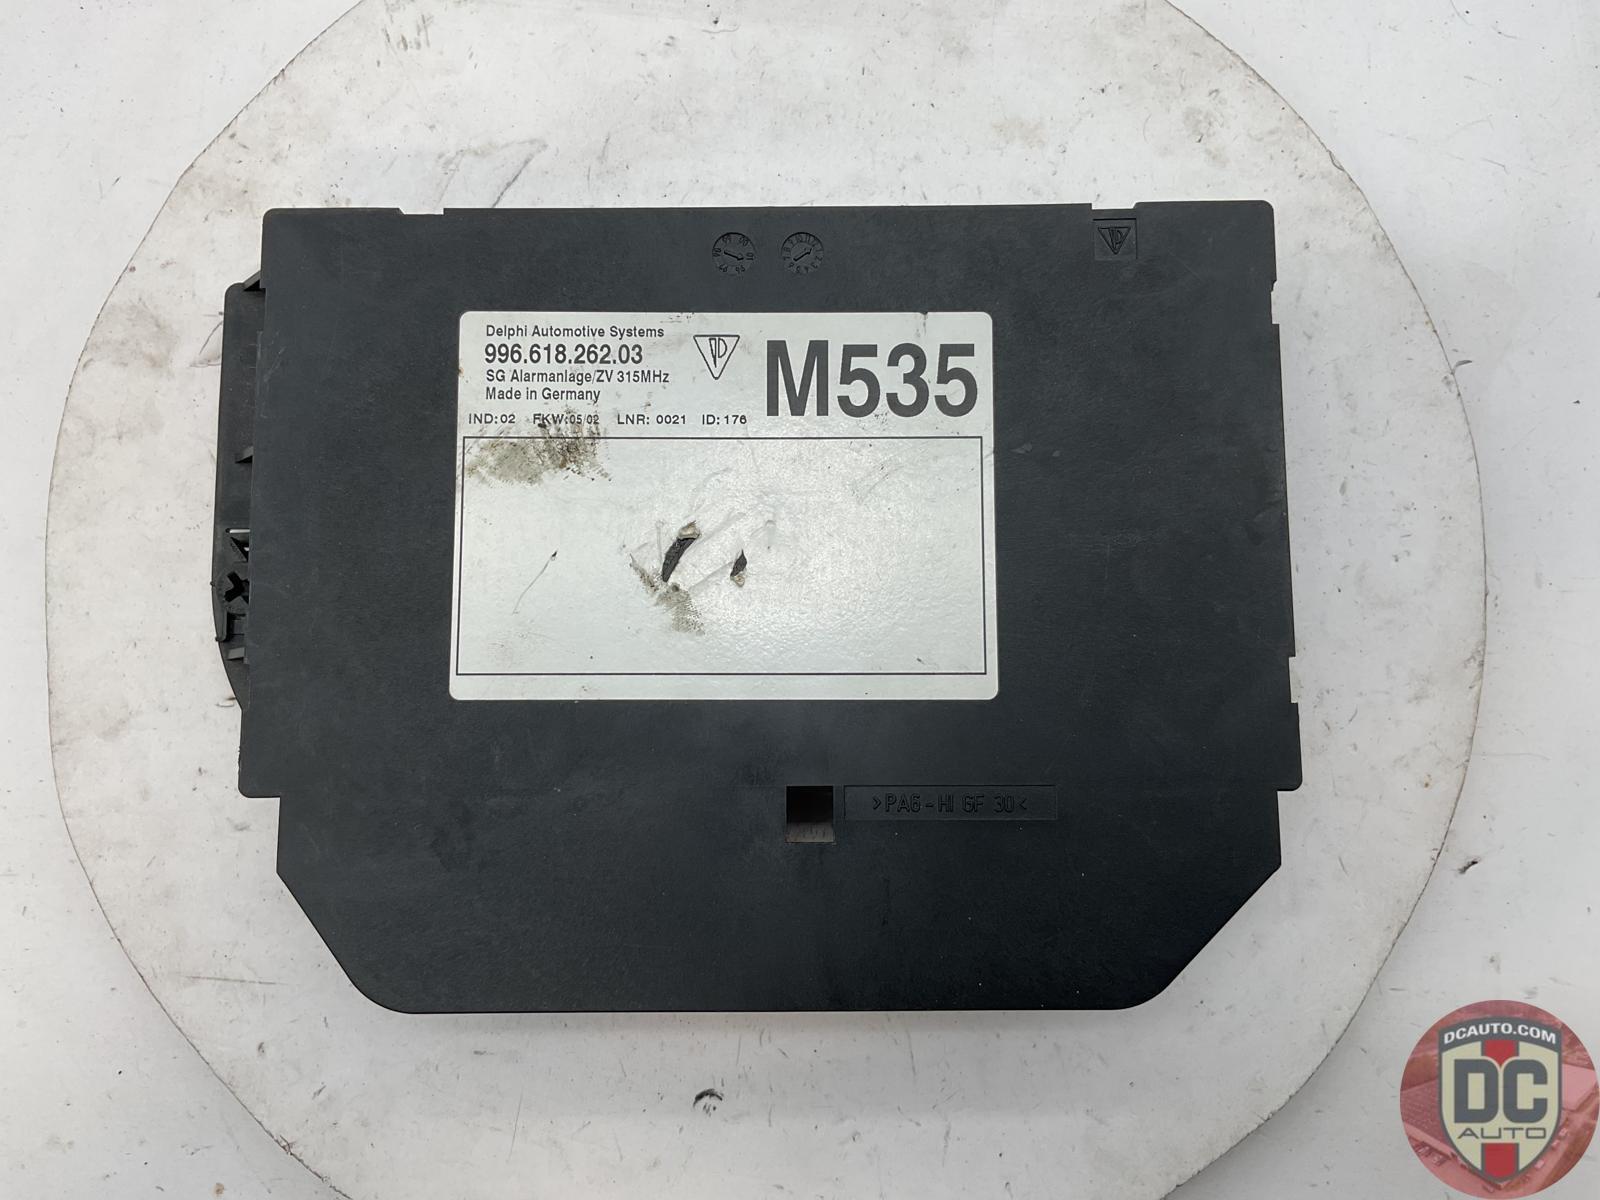 Delphi Automotive Systems
996.618.262.03
SG Alarmanlage/ZV 315MHz
Made in Germany
M535
IND:02 FKW:05/02 LNR: 0021 ID:176
>PA6-HI GF 30<
DCAUTO.COM
DC
AUTO